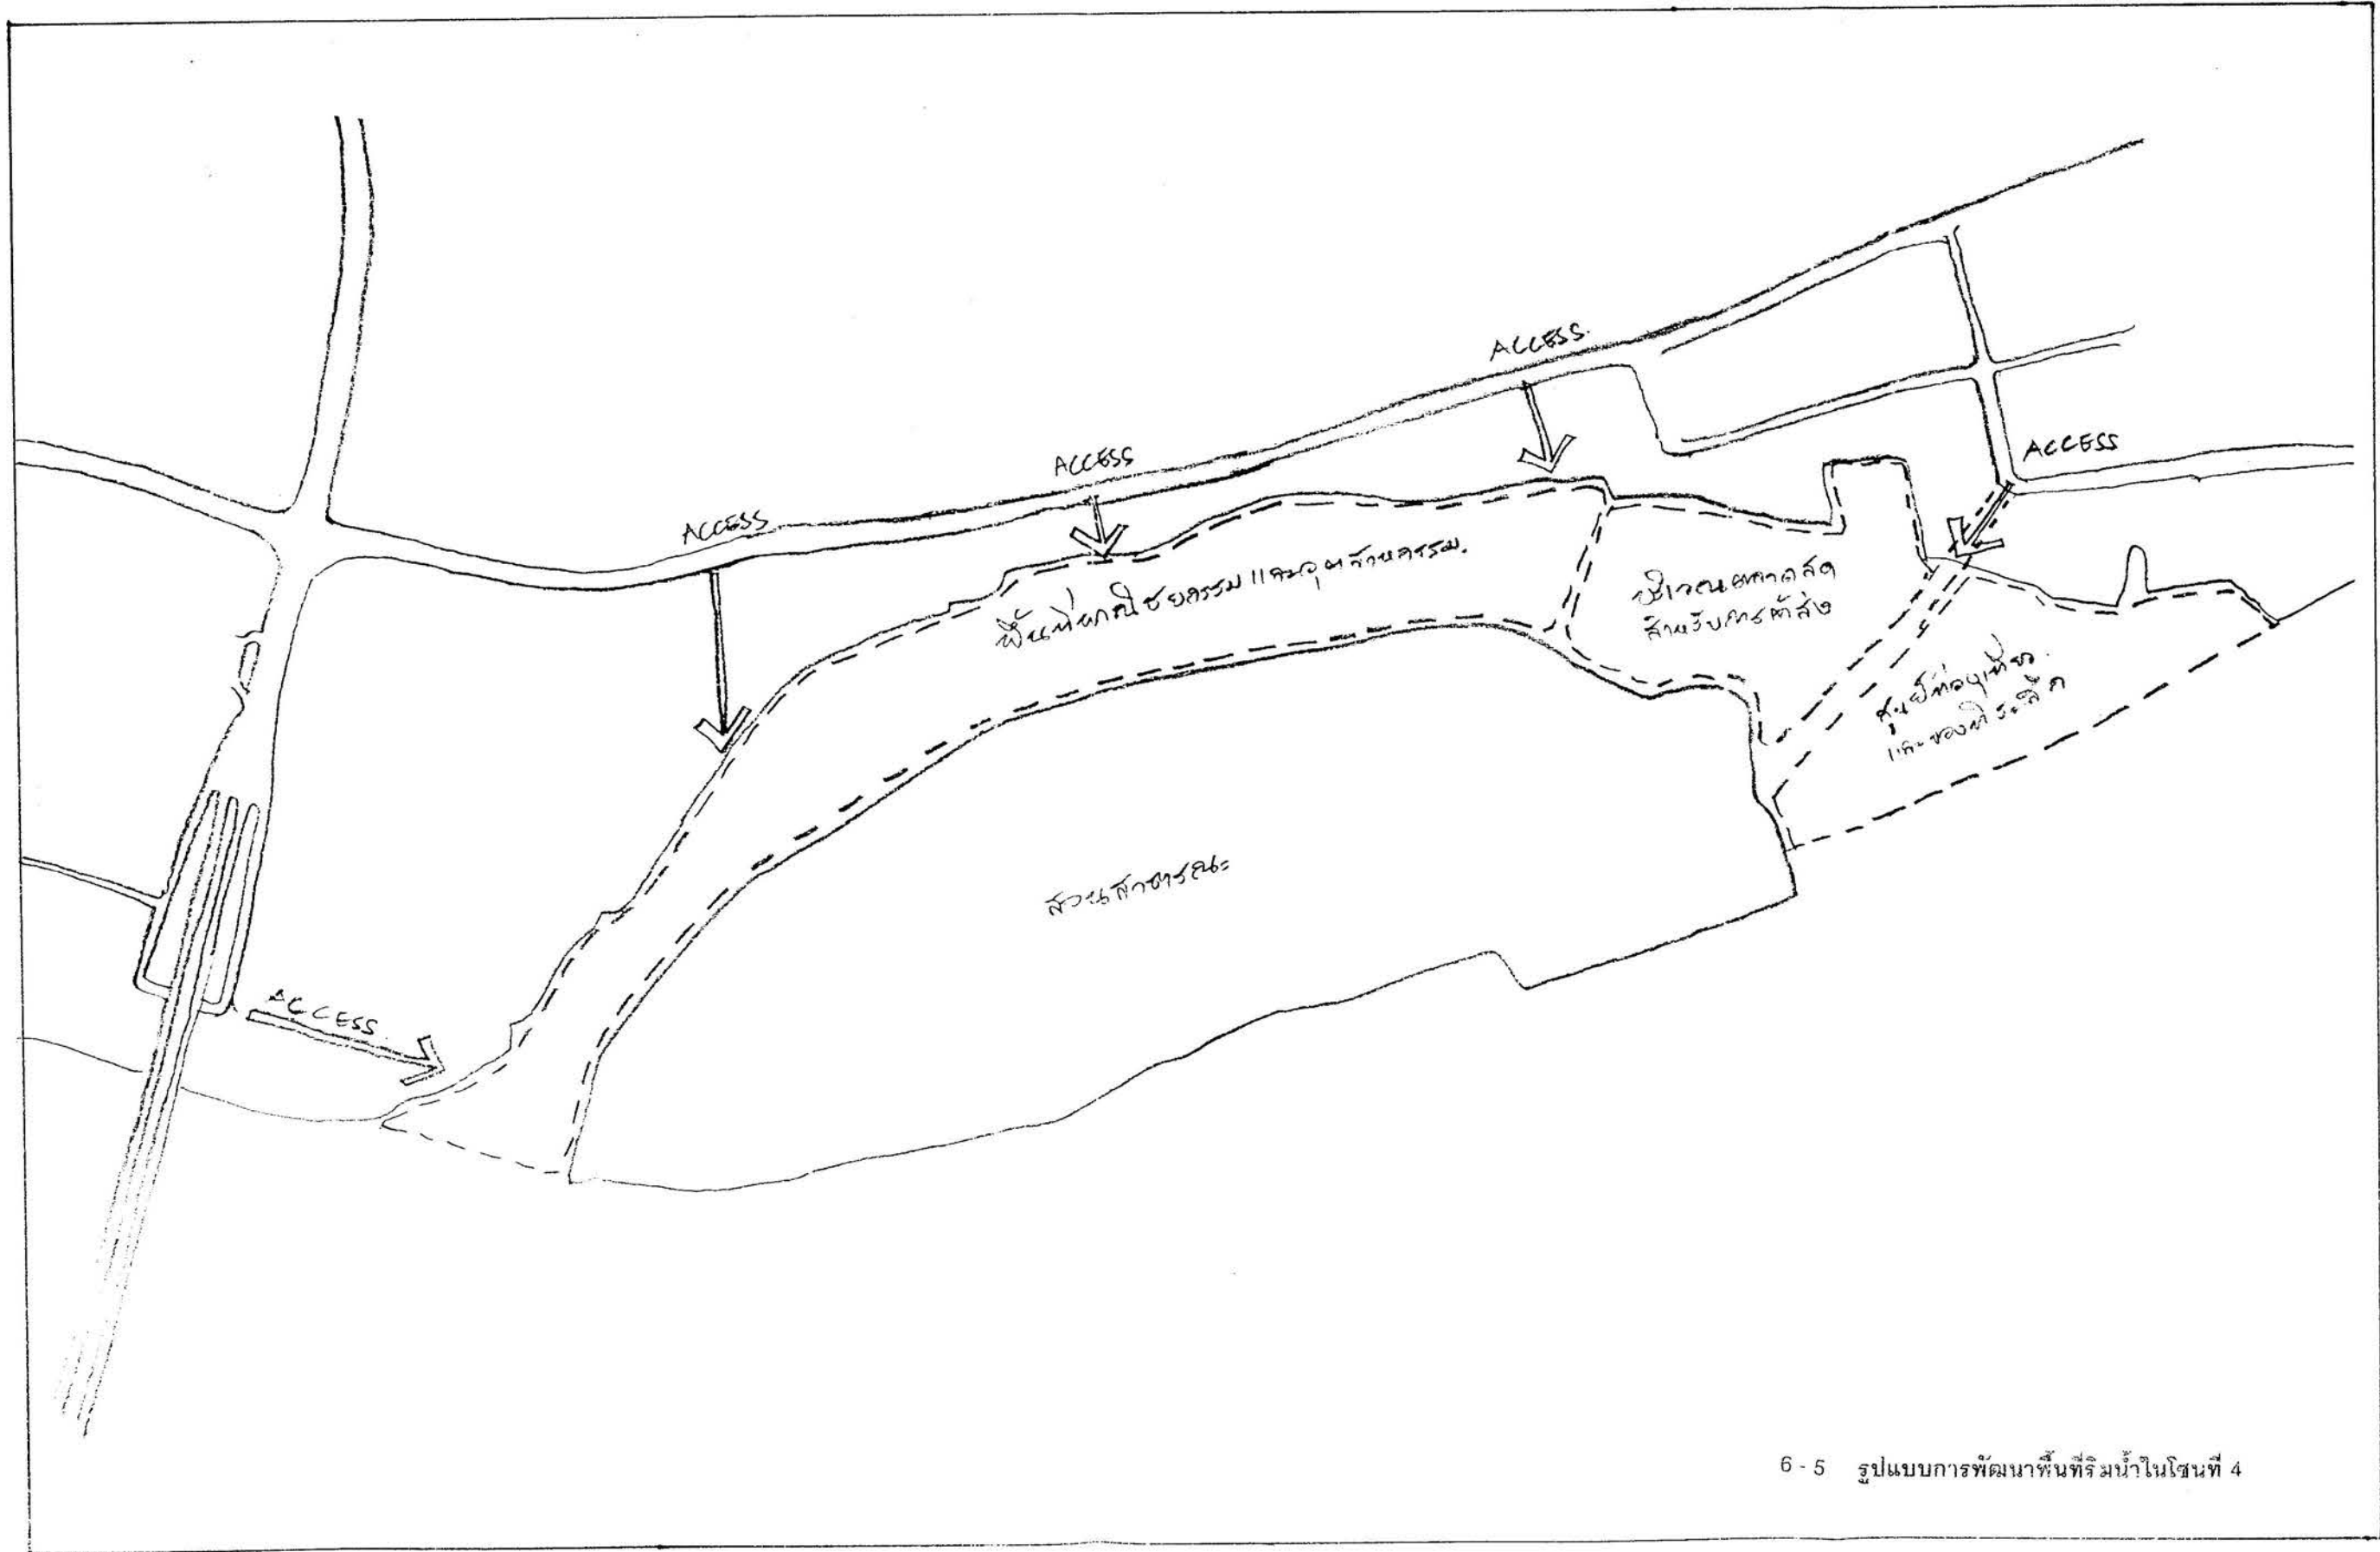 ACCESS.
ACCESS
ACCESS
ACCESS
พื้นที่พาณิชยกรรมและอุตสาหกรรม.
บริเวณตลาดสด
สำหรับการค้าส่ง
ศูนย์ท่องเที่ยว.
และของที่ระลึก
สวนสาธารณะ
ACCESS
6 - 5 รูปแบบการพัฒนาพื้นที่ริมน้ำในโซนที่ 4